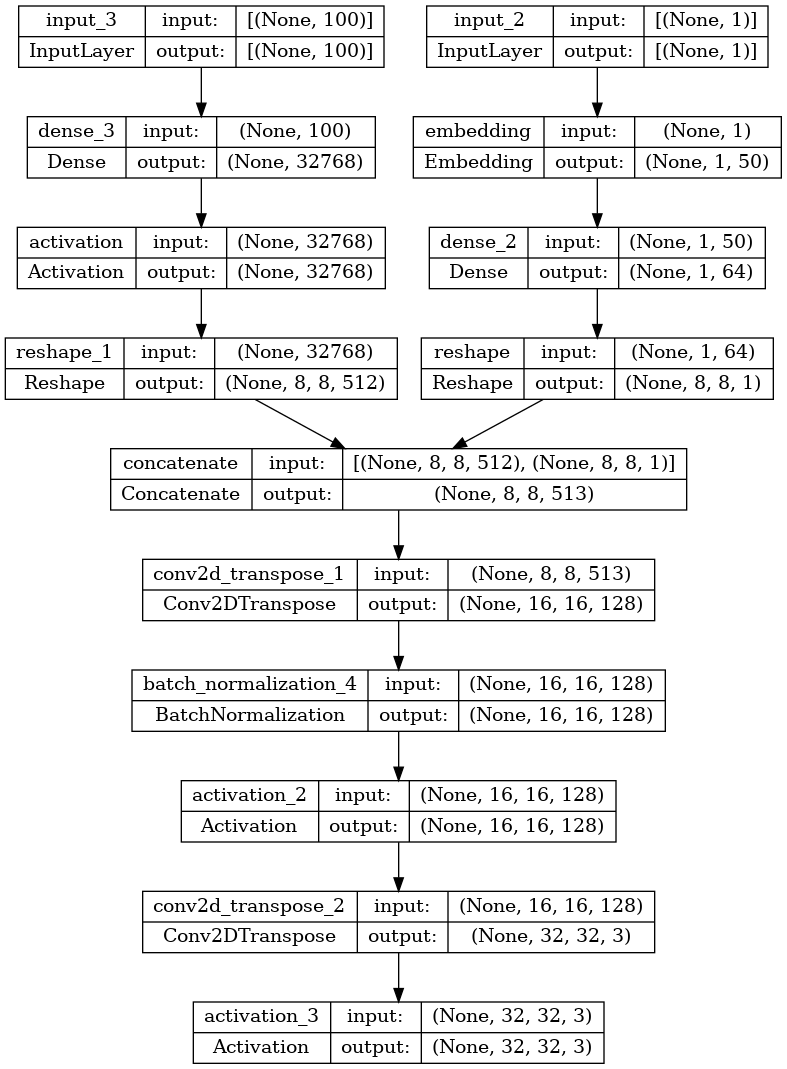 input_3 input: [(None, 100)]
InputLayer output: [(None, 100)]
input_2 input: [(None, 1)]
InputLayer output: [(None, 1)]
dense_3 input: (None, 100)
Dense output: (None, 32768)
embedding input: (None, 1)
Embedding output: (None, 1, 50)
activation input: (None, 32768)
Activation output: (None, 32768)
dense_2 input: (None, 1, 50)
Dense output: (None, 1, 64)
reshape_1 input: (None, 32768)
Reshape output: (None, 8, 8, 512)
reshape input: (None, 1, 64)
Reshape output: (None, 8, 8, 1)
concatenate input: [(None, 8, 8, 512), (None, 8, 8, 1)]
Concatenate output: (None, 8, 8, 513)
conv2d_transpose_1 input: (None, 8, 8, 513)
Conv2DTranspose output: (None, 16, 16, 128)
batch_normalization_4 input: (None, 16, 16, 128)
BatchNormalization output: (None, 16, 16, 128)
activation_2 input: (None, 16, 16, 128)
Activation output: (None, 16, 16, 128)
conv2d_transpose_2 input: (None, 16, 16, 128)
Conv2DTranspose output: (None, 32, 32, 3)
activation_3 input: (None, 32, 32, 3)
Activation output: (None, 32, 32, 3)